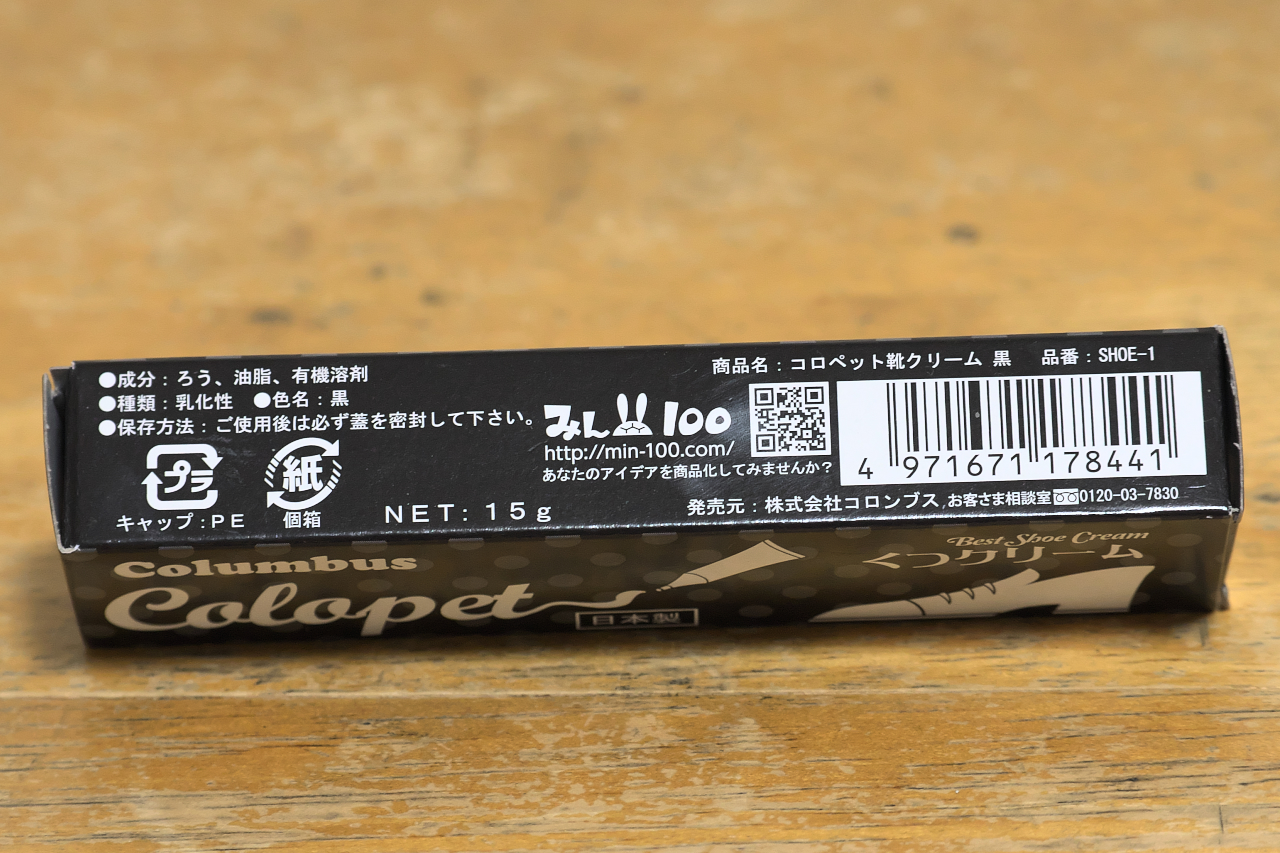 ●成分：ろう、油脂、有機溶剤
●種類：乳化性　●色名：黒
●保存方法：ご使用後は必ず蓋を密封して下さい。
プラ
キャップ：PE
紙
個箱
NET: 15g
みん100
http://min-100.com/
あなたのアイデアを商品化してみませんか？
商品名：コロペット靴クリーム 黒　品番：SHOE-1
4 971671 178441
発売元：株式会社コロンブス, お客さま相談室 0120-03-7830
Columbus
Colopet
日本製
Best Shoe Cream
くつクリーム